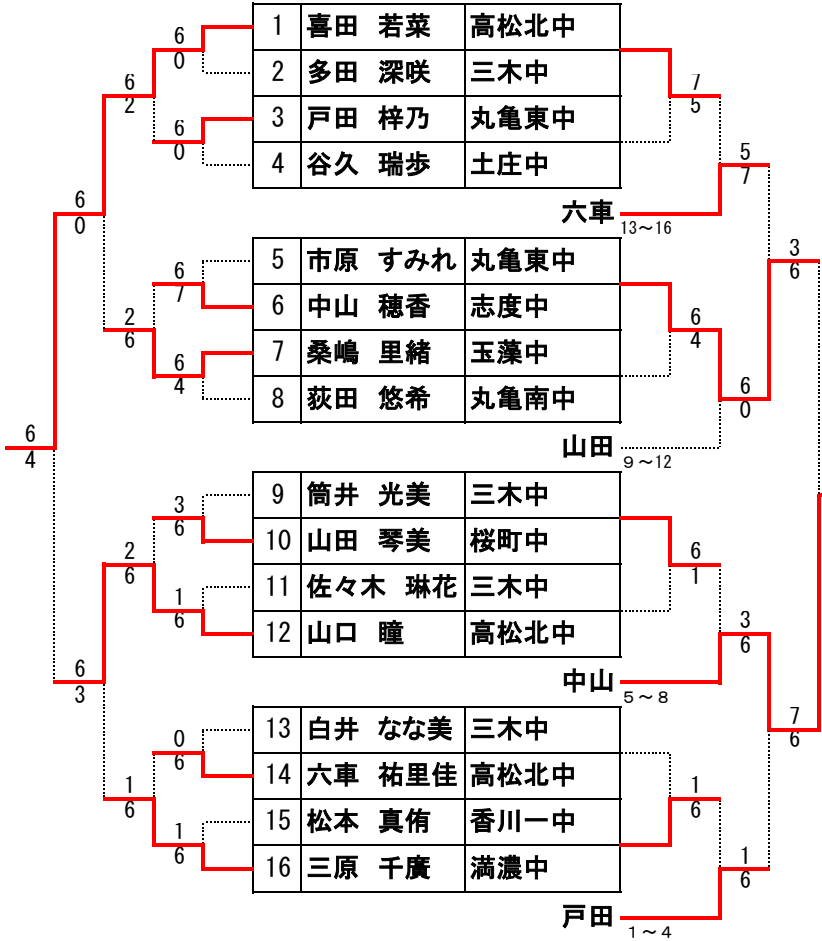 1 喜田 若菜 高松北中
2 多田 深咲 三木中
3 戸田 梓乃 丸亀東中
4 谷久 瑞歩 土庄中
六車 13～16
5 市原 すみれ 丸亀東中
6 中山 穂香 志度中
7 桑嶋 里緒 玉藻中
8 荻田 悠希 丸亀南中
山田 9～12
9 筒井 光美 三木中
10 山田 琴美 桜町中
11 佐々木 琳花 三木中
12 山口 瞳 高松北中
中山 5～8
13 白井 なな美 三木中
14 六車 祐里佳 高松北中
15 松本 真侑 香川一中
16 三原 千廣 満濃中
戸田 1～4
6
0
6
0
6
2
6
0
6
7
6
4
2
6
6
4
3
6
1
6
2
6
6
3
0
6
1
6
1
6
7
5
5
7
6
4
6
0
3
6
6
1
3
6
7
6
1
6
1
6